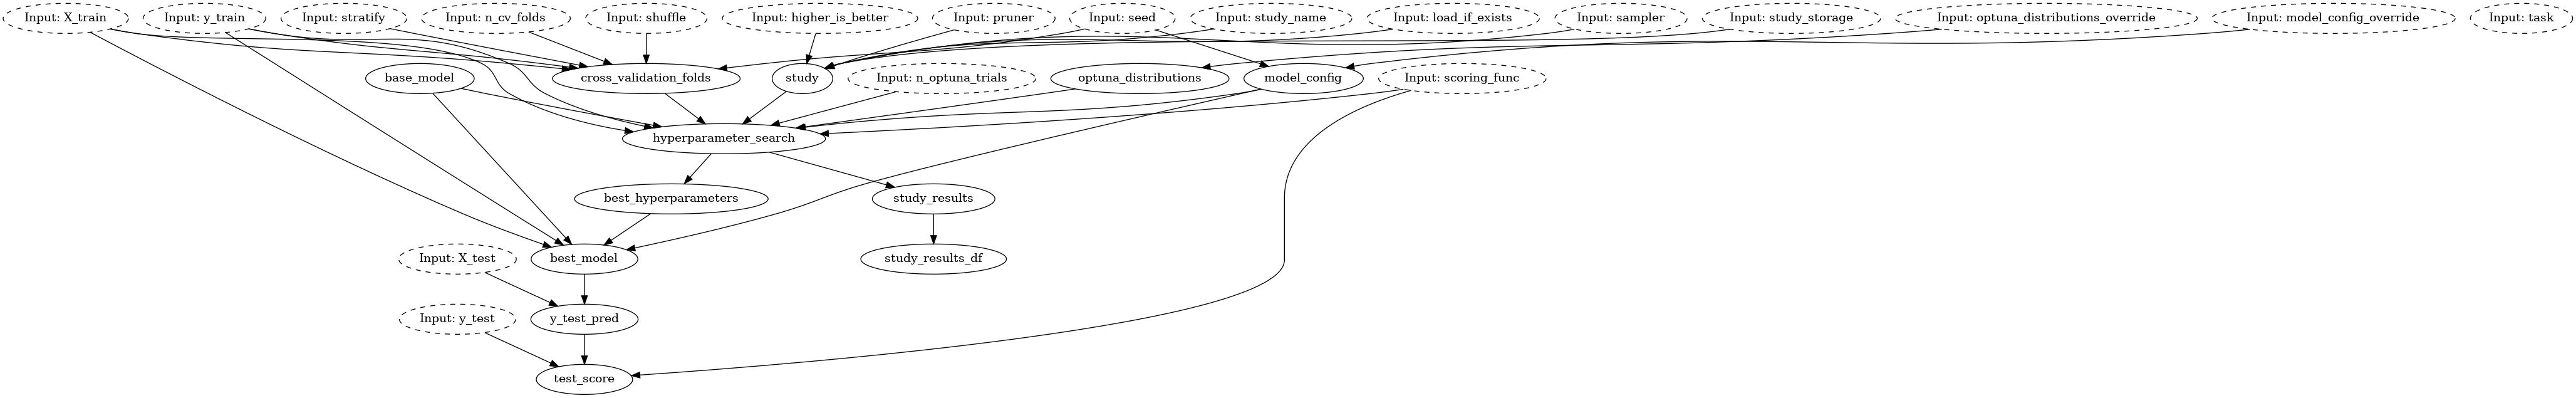 Input: X_train
Input: y_train
Input: stratify
Input: n_cv_folds
Input: shuffle
Input: higher_is_better
Input: pruner
Input: seed
Input: study_name
Input: load_if_exists
Input: sampler
Input: study_storage
Input: optuna_distributions_override
Input: model_config_override
Input: task
base_model
cross_validation_folds
study
Input: n_optuna_trials
optuna_distributions
model_config
Input: scoring_func
hyperparameter_search
best_hyperparameters
study_results
Input: X_test
best_model
study_results_df
Input: y_test
y_test_pred
test_score